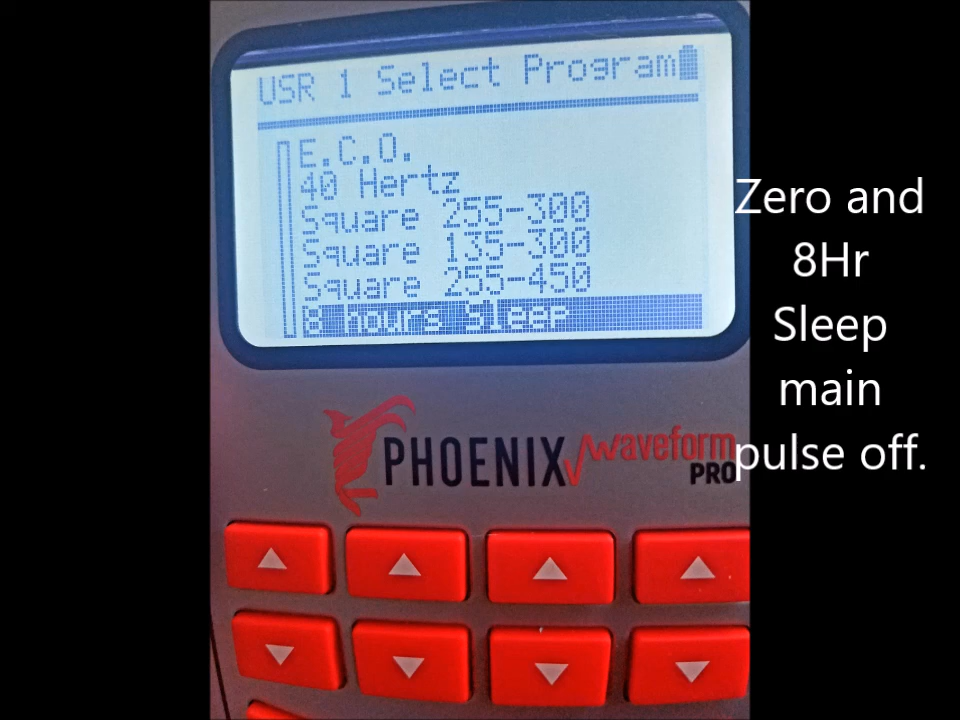 USR 1 Select Program
E.C.O.
40 Hertz
Square 255-300
Square 135-300
Square 255-450
8 hours Sleep
PHOENIX waveform
PRO
Zero and
8Hr
Sleep
main
pulse off.